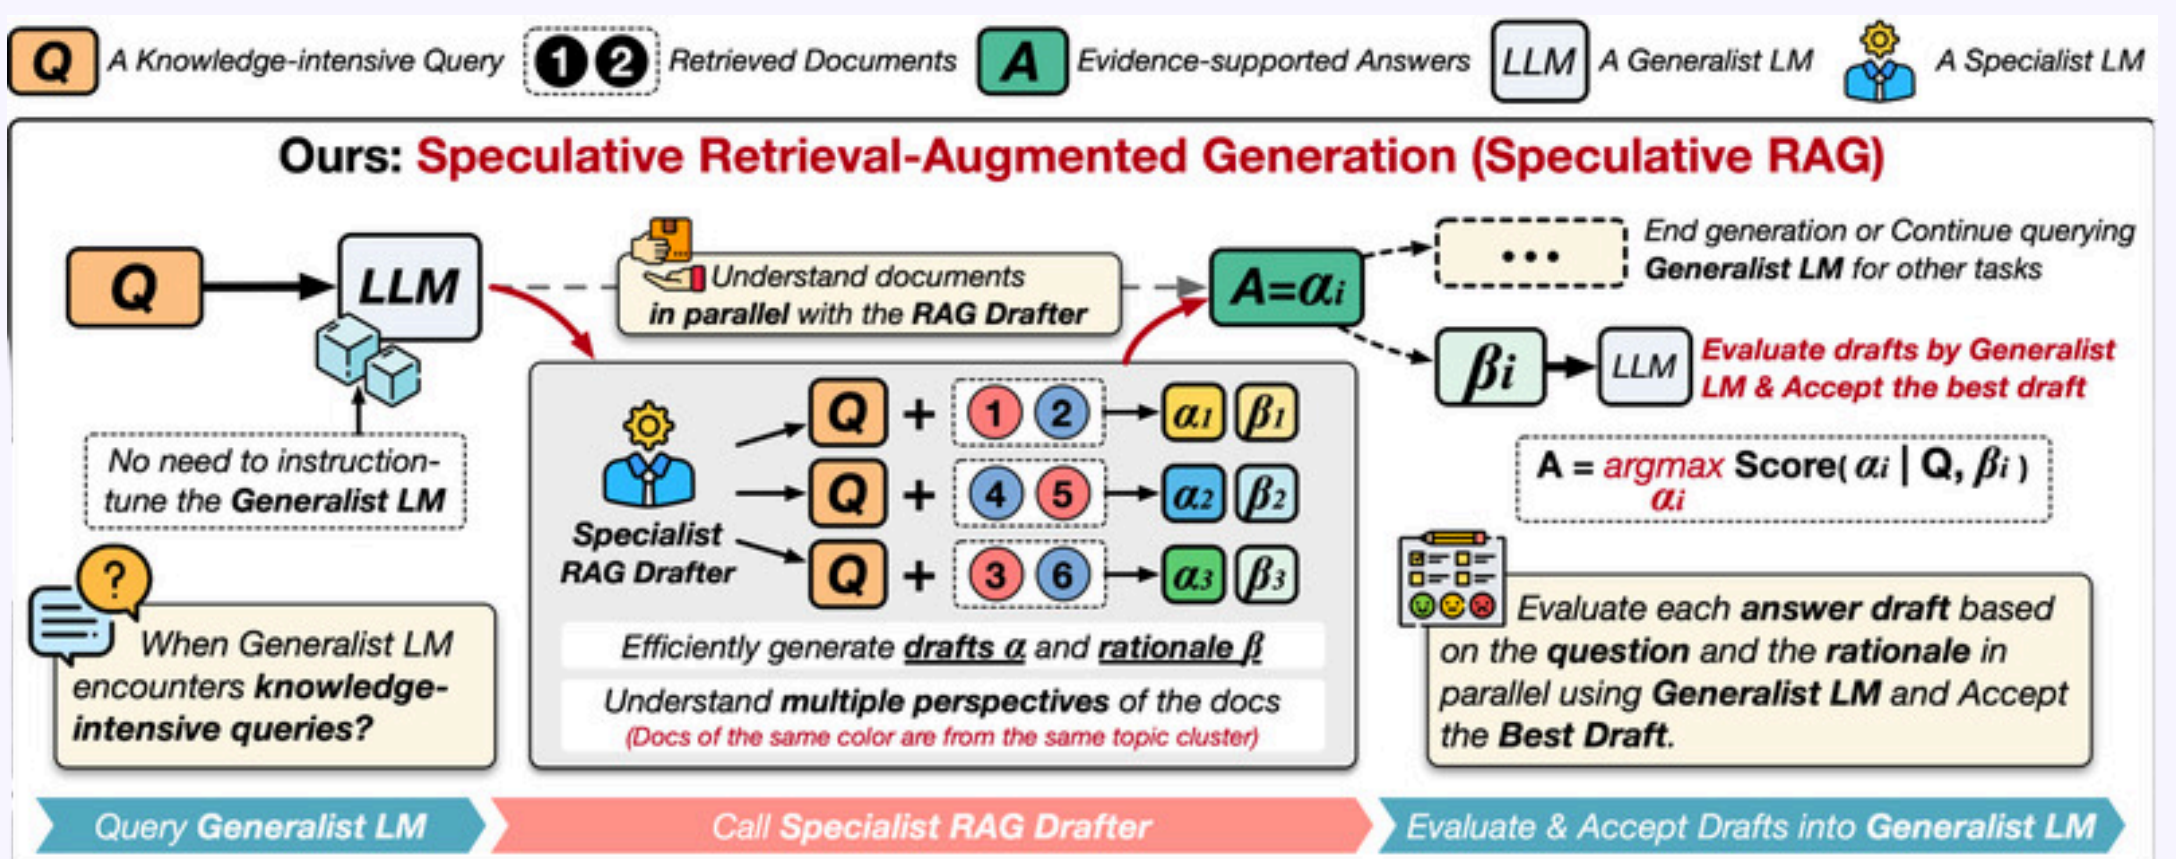 Q A Knowledge-intensive Query 1 2 Retrieved Documents A Evidence-supported Answers LLM A Generalist LM A Specialist LM
Ours: Speculative Retrieval-Augmented Generation (Speculative RAG)
Q
LLM
Understand documents
in parallel with the RAG Drafter
A=αi
...
End generation or Continue querying
Generalist LM for other tasks
βi
LLM
Evaluate drafts by Generalist
LM & Accept the best draft
No need to instruction-
tune the Generalist LM
Specialist
RAG Drafter
Q + 1 2 α1 β1
Q + 4 5 α2 β2
Q + 3 6 α3 β3
Efficiently generate drafts α and rationale β
Understand multiple perspectives of the docs
(Docs of the same color are from the same topic cluster)
A = argmax Score( αi | Q, βi )
αi
?
When Generalist LM
encounters knowledge-
intensive queries?
Evaluate each answer draft based
on the question and the rationale in
parallel using Generalist LM and Accept
the Best Draft.
Query Generalist LM
Call Specialist RAG Drafter
Evaluate & Accept Drafts into Generalist LM